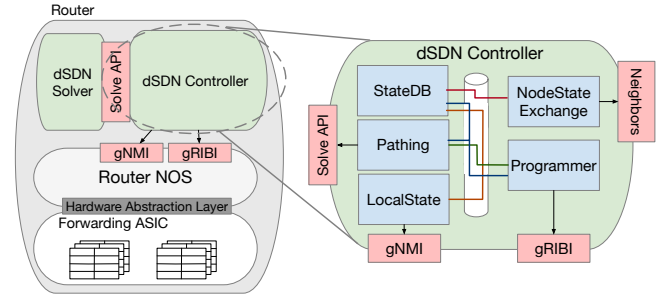 Router
dSDN
Solver
Solve API
dSDN Controller
gNMI
gRIBI
Router NOS
Hardware Abstraction Layer
Forwarding ASIC
dSDN Controller
Solve API
StateDB
Pathing
LocalState
NodeState
Exchange
Programmer
Neighbors
gNMI
gRIBI